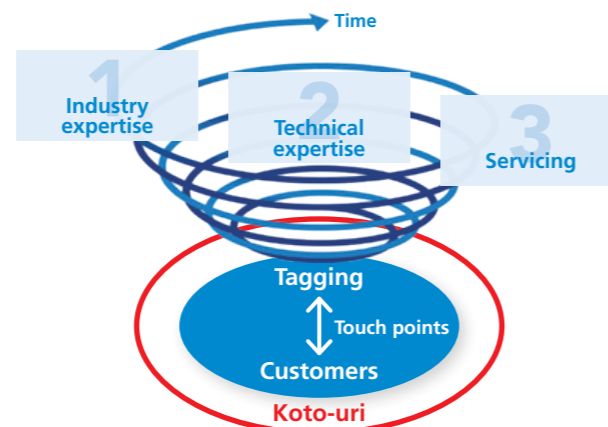 Time
1
Industry
expertise
2
Technical
expertise
3
Servicing
Tagging
Touch points
Customers
Koto-uri